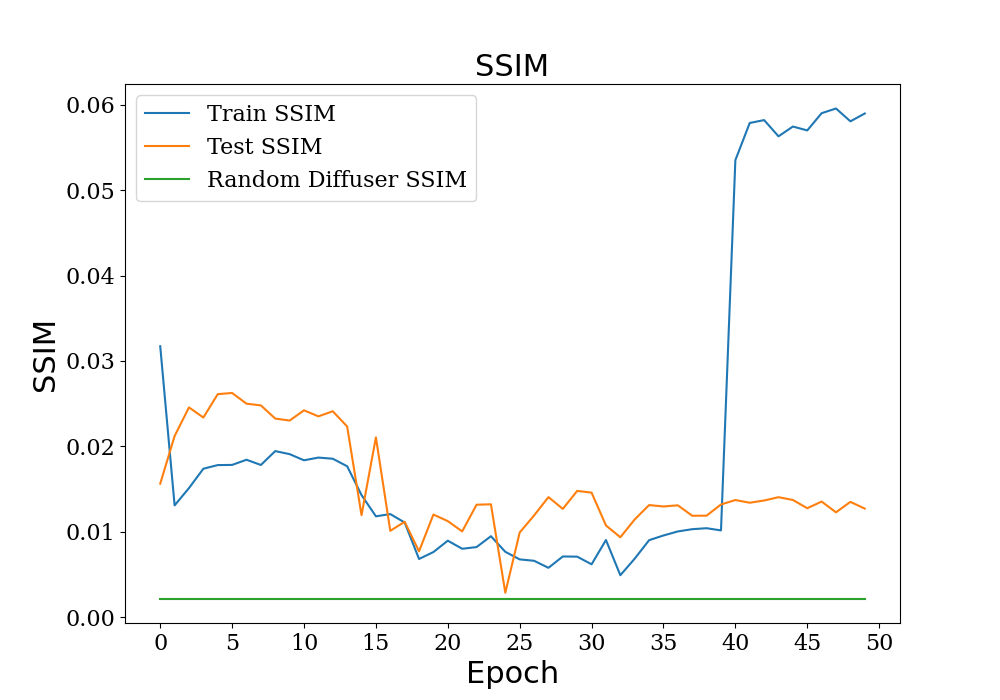 SSIM
Train SSIM
Test SSIM
Random Diffuser SSIM
SSIM
0.06
0.05
0.04
0.03
0.02
0.01
0.00
0 5 10 15 20 25 30 35 40 45 50
Epoch